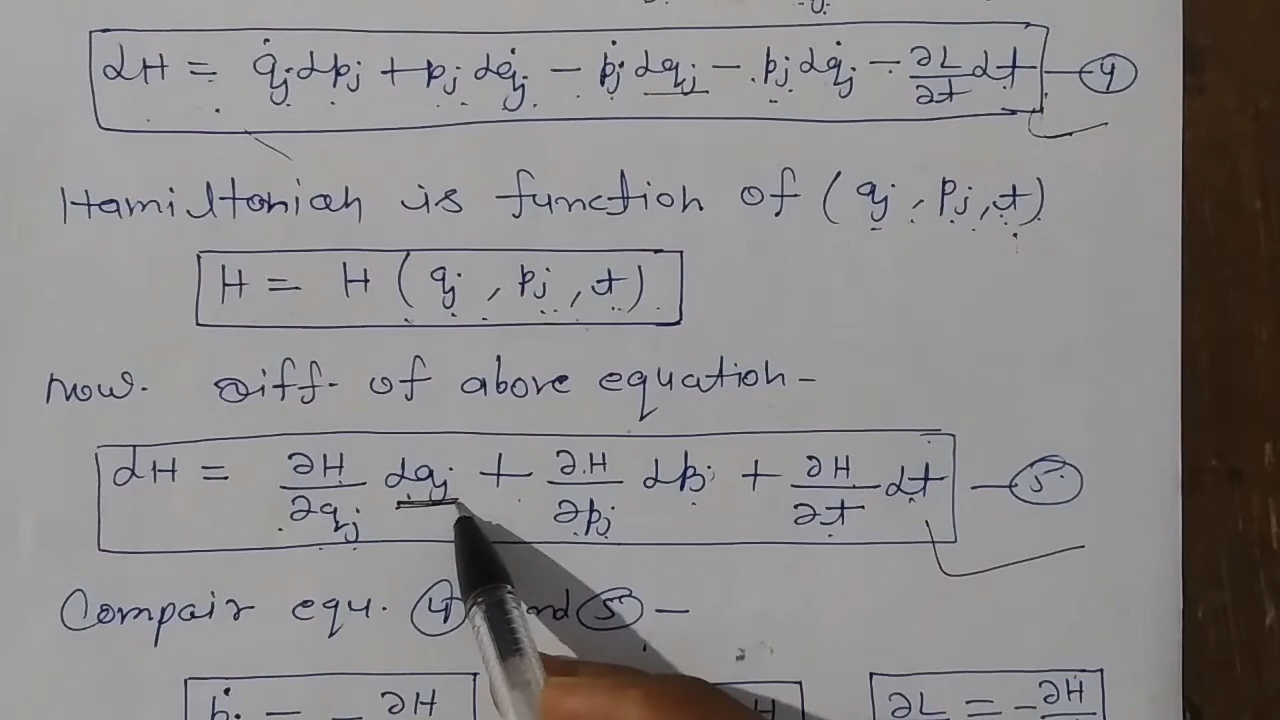 dH = q̇j dpj + pj dq̇j - ṗj dqj - pj dq̇j - ∂L/∂t dt — 4
Hamiltonian is function of (qj, pj, t)
H = H (qj, pj, t)
now. Diff. of above equation-
dH = ∂H/∂qj dqj + ∂H/∂pj dpj + ∂H/∂t dt — 5
Compair equ. 4 and 5 -
ṗj = - ∂H H ∂L = - ∂H